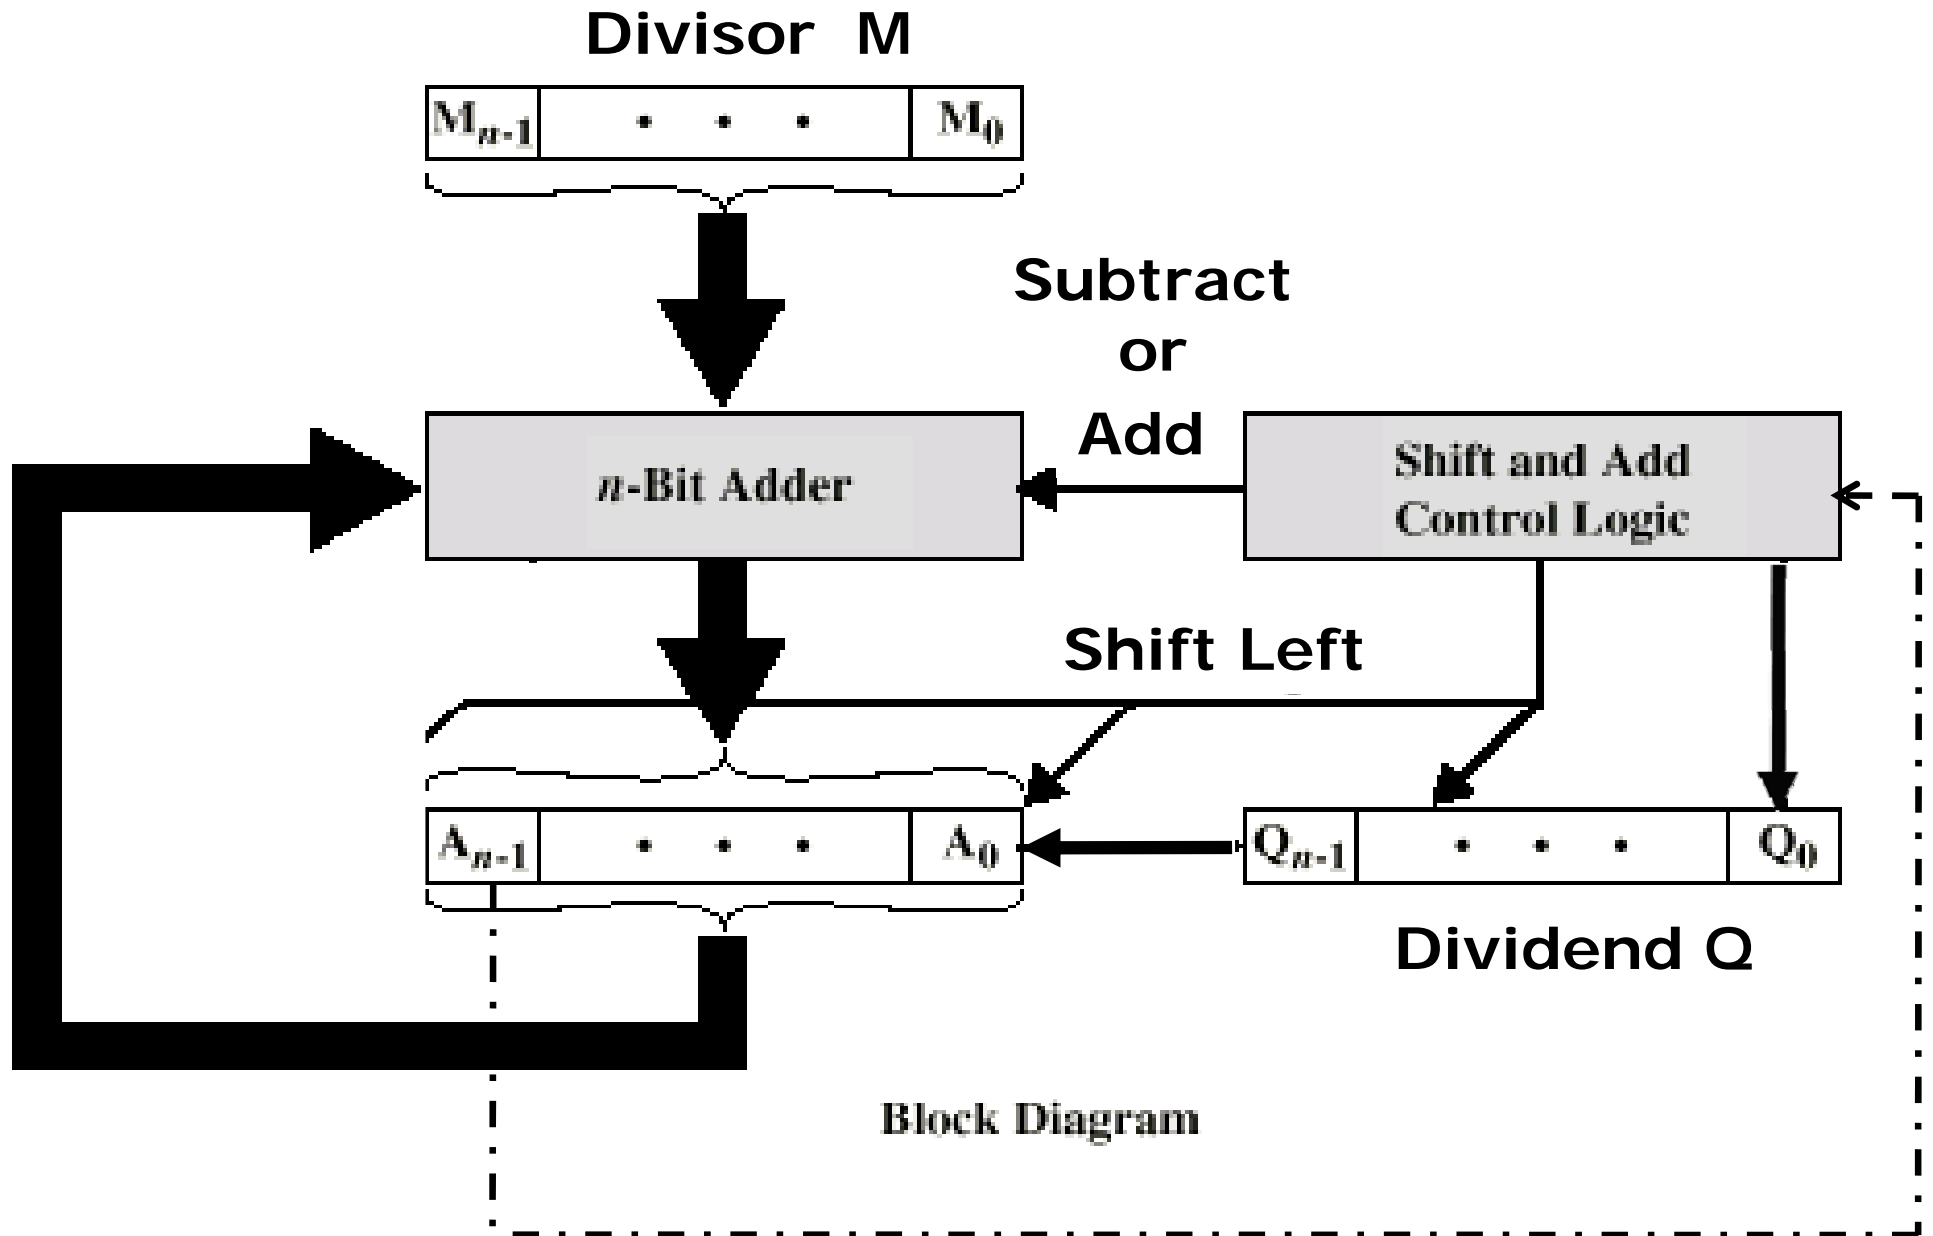 Divisor M
Mn-1 • • • M0
Subtract
or
Add
n-Bit Adder
Shift and Add
Control Logic
Shift Left
An-1 • • • A0
Qn-1 • • • Q0
Dividend Q
Block Diagram